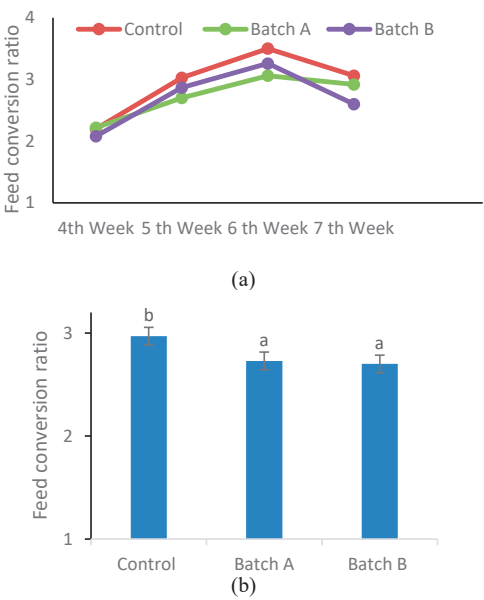 4
Control
Batch A
Batch B
3
2
1
Feed conversion ratio
4th Week 5 th Week 6 th Week 7 th Week
(a)
b
a
a
3
2
1
Feed conversion ratio
Control
Batch A
Batch B
(b)